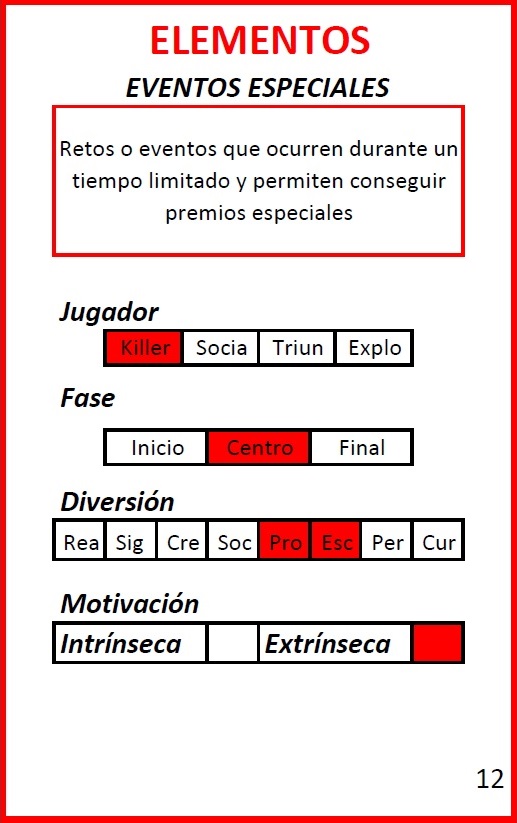 ELEMENTOS
EVENTOS ESPECIALES
Retos o eventos que ocurren durante un
tiempo limitado y permiten conseguir
premios especiales
Jugador
Killer Socia Triun Explo
Fase
Inicio Centro Final
Diversión
Rea Sig Cre Soc Pro Esc Per Cur
Motivación
Intrínseca Extrínseca
12